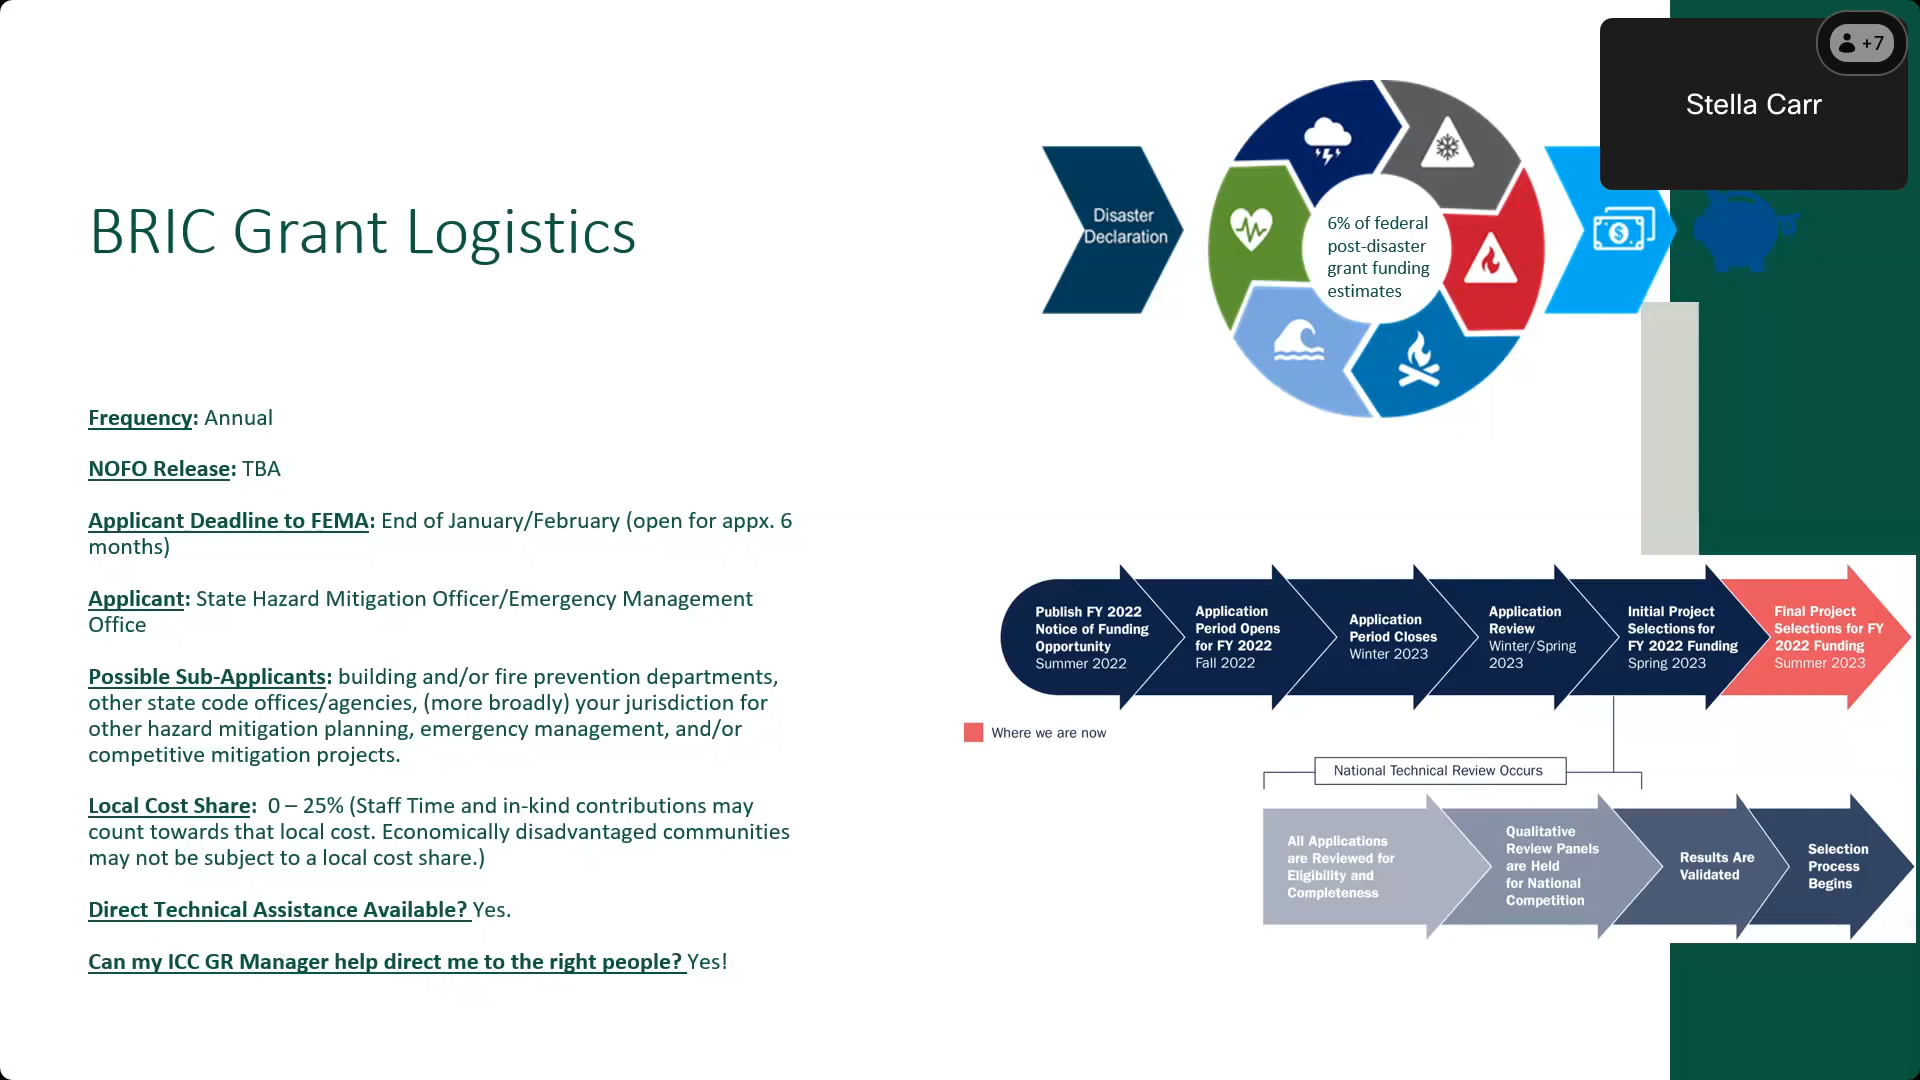 +7
Stella Carr
BRIC Grant Logistics
Disaster
Declaration
6% of federal
post-disaster
grant funding
estimates
Frequency: Annual
NOFO Release: TBA
Applicant Deadline to FEMA: End of January/February (open for appx. 6
months)
Applicant: State Hazard Mitigation Officer/Emergency Management
Office
Possible Sub-Applicants: building and/or fire prevention departments,
other state code offices/agencies, (more broadly) your jurisdiction for
other hazard mitigation planning, emergency management, and/or
competitive mitigation projects.
Local Cost Share: 0 – 25% (Staff Time and in-kind contributions may
count towards that local cost. Economically disadvantaged communities
may not be subject to a local cost share.)
Direct Technical Assistance Available? Yes.
Can my ICC GR Manager help direct me to the right people? Yes!
Publish FY 2022
Notice of Funding
Opportunity
Summer 2022
Application
Period Opens
for FY 2022
Fall 2022
Application
Period Closes
Winter 2023
Application
Review
Winter/Spring
2023
Initial Project
Selections for
FY 2022 Funding
Spring 2023
Final Project
Selections for FY
2022 Funding
Summer 2023
Where we are now
National Technical Review Occurs
All Applications
are Reviewed for
Eligibility and
Completeness
Qualitative
Review Panels
are Held
for National
Competition
Results Are
Validated
Selection
Process
Begins